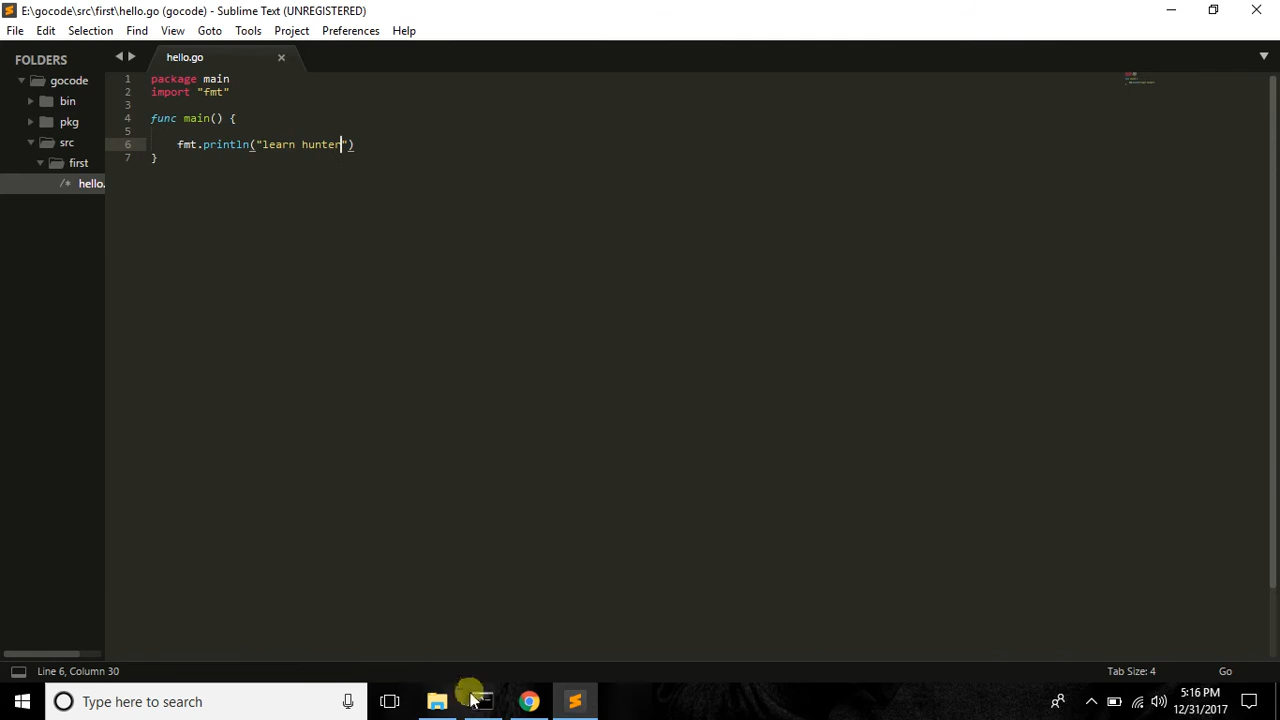 E:\gocode\src\first\hello.go (gocode) - Sublime Text (UNREGISTERED)
File Edit Selection Find View Goto Tools Project Preferences Help
FOLDERS
gocode
bin
pkg
src
first
/* hello.
hello.go
1 package main
2 import "fmt"
3
4 func main() {
5
6 fmt.println("learn hunter")
7 }
Line 6, Column 30
Tab Size: 4
Go
Type here to search
5:16 PM
12/31/2017